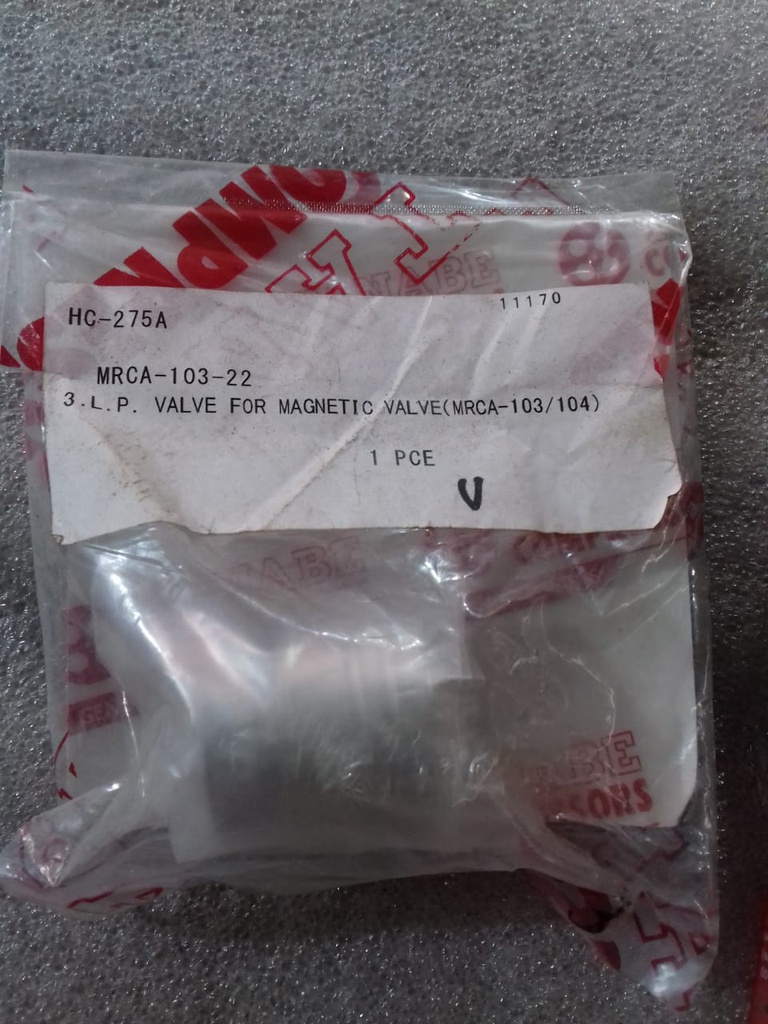 HC-275A
11170
MRCA-103-22
3.L.P. VALVE FOR MAGNETIC VALVE(MRCA-103/104)
1 PCE
V